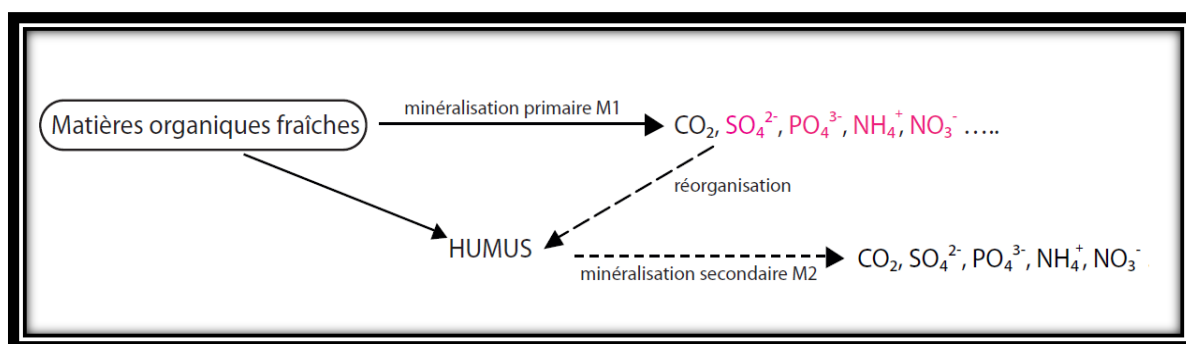 minéralisation primaire M1
Matières organiques fraîches
CO₂, SO₄²⁻, PO₄³⁻, NH₄⁺, NO₃⁻ .....
réorganisation
HUMUS
minéralisation secondaire M2
CO₂, SO₄²⁻, PO₄³⁻, NH₄⁺, NO₃⁻